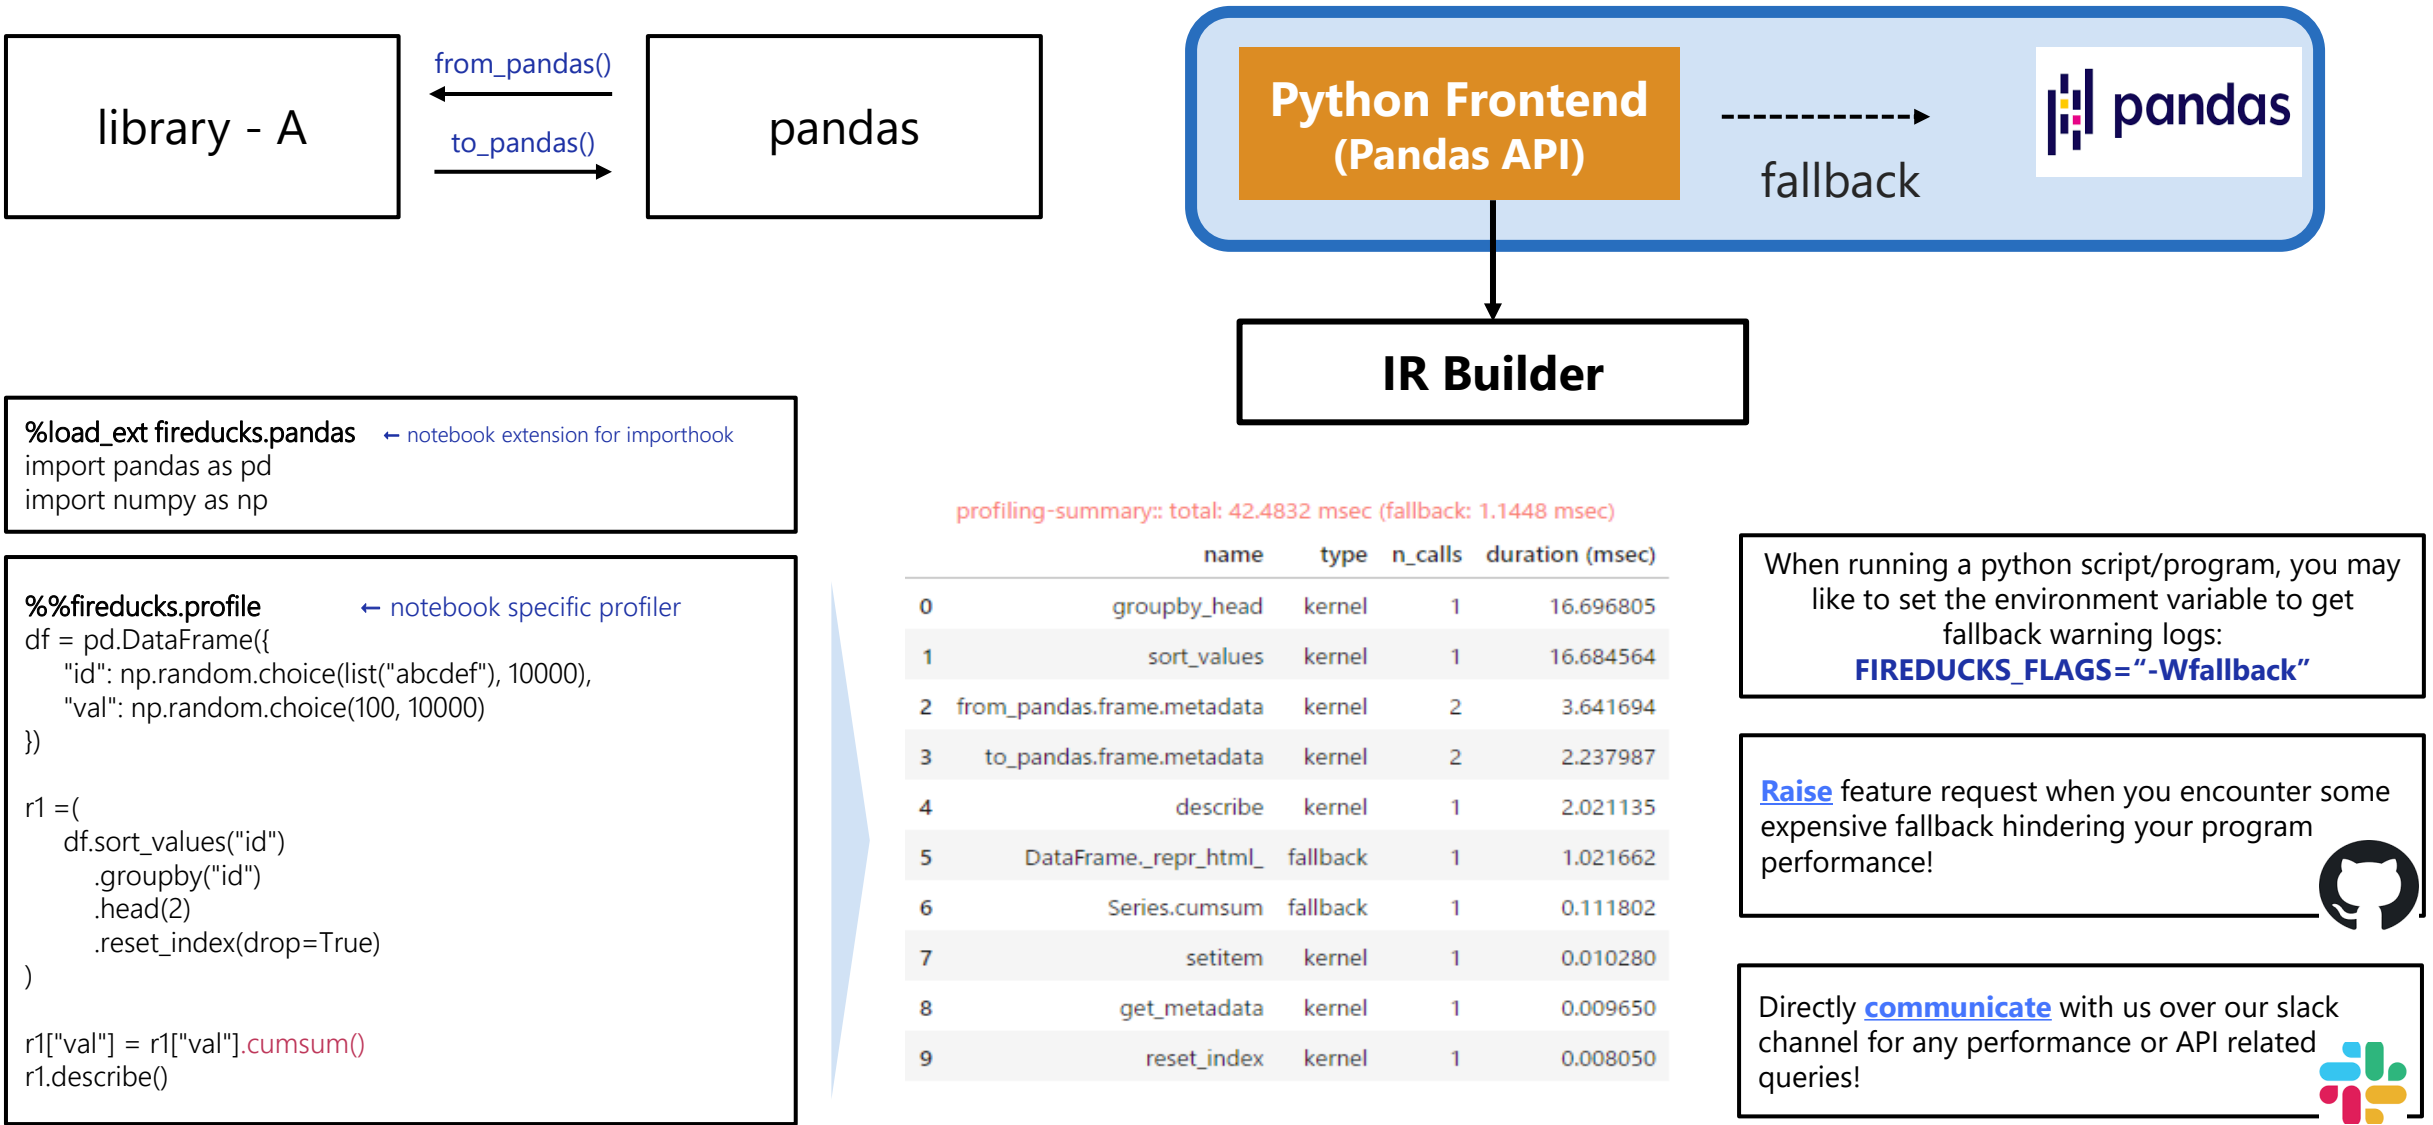 library - A
from_pandas()
to_pandas()
pandas
Python Frontend
(Pandas API)
fallback
pandas
IR Builder
%load_ext fireducks.pandas ← notebook extension for importhook
import pandas as pd
import numpy as np
%%fireducks.profile ← notebook specific profiler
df = pd.DataFrame({
"id": np.random.choice(list("abcdef"), 10000),
"val": np.random.choice(100, 10000)
})
r1 =(
df.sort_values("id")
.groupby("id")
.head(2)
.reset_index(drop=True)
)
r1["val"] = r1["val"].cumsum()
r1.describe()
profiling-summary:: total: 42.4832 msec (fallback: 1.1448 msec)
name type n_calls duration (msec)
0 groupby_head kernel 1 16.696805
1 sort_values kernel 1 16.684564
2 from_pandas.frame.metadata kernel 2 3.641694
3 to_pandas.frame.metadata kernel 2 2.237987
4 describe kernel 1 2.021135
5 DataFrame._repr_html_ fallback 1 1.021662
6 Series.cumsum fallback 1 0.111802
7 setitem kernel 1 0.010280
8 get_metadata kernel 1 0.009650
9 reset_index kernel 1 0.008050
When running a python script/program, you may
like to set the environment variable to get
fallback warning logs:
FIREDUCKS_FLAGS=“-Wfallback”
Raise feature request when you encounter some
expensive fallback hindering your program
performance!
Directly communicate with us over our slack
channel for any performance or API related
queries!